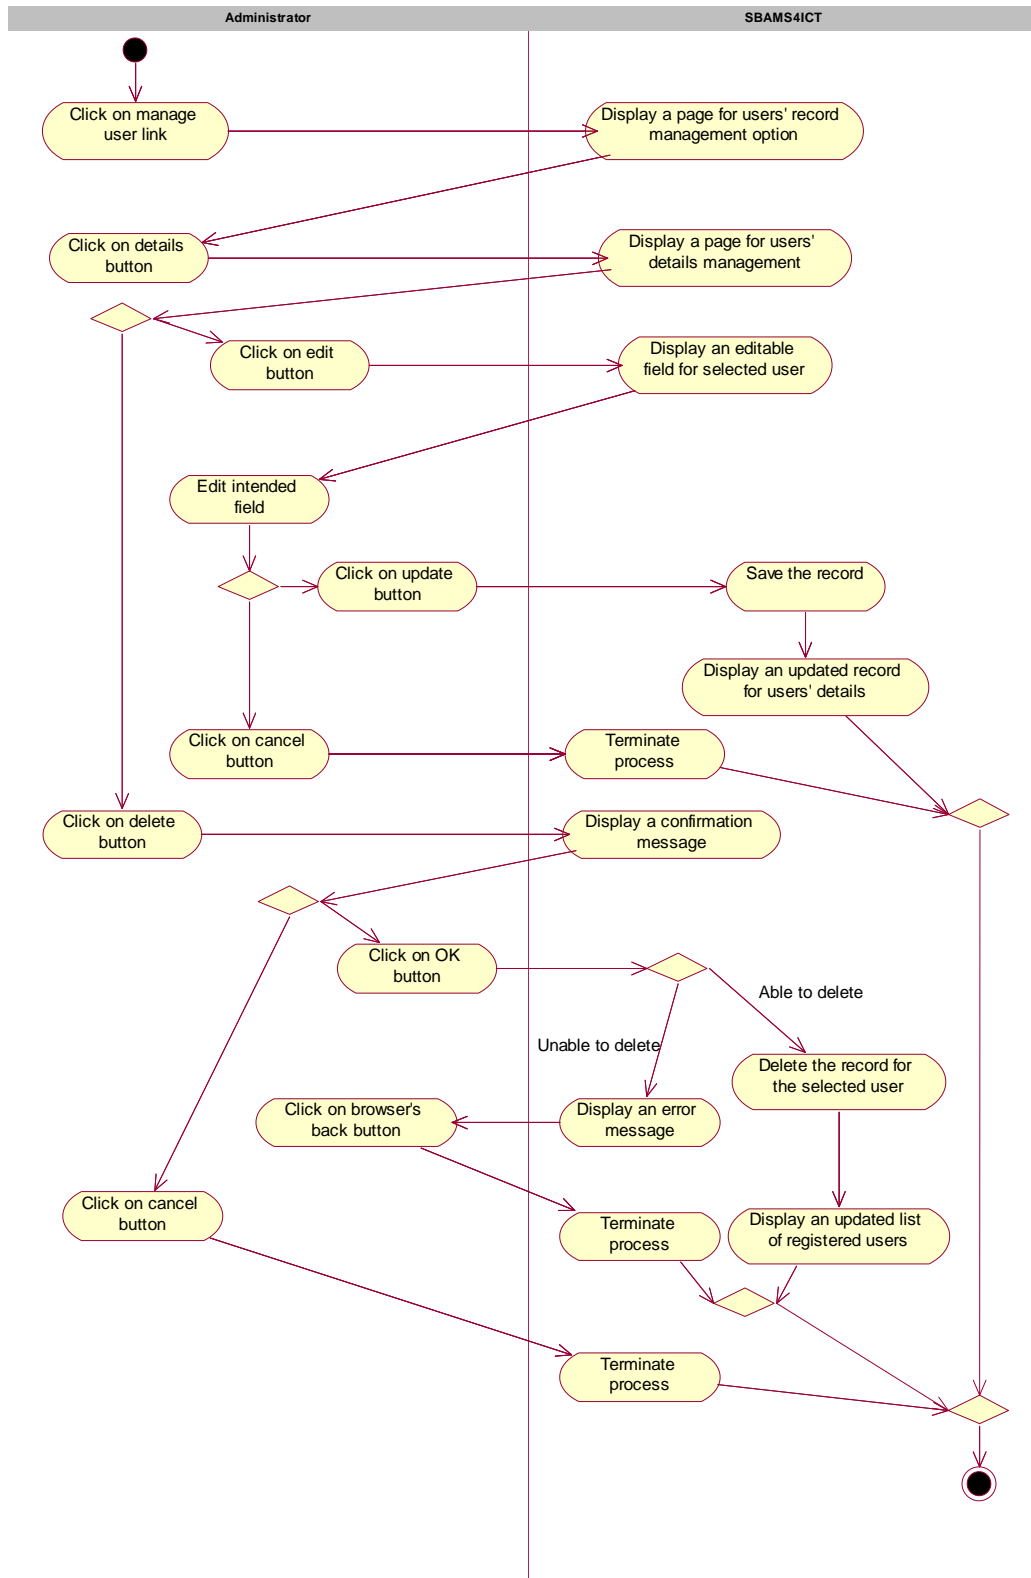 Administrator
SBAMS4ICT
Click on manage
user link
Display a page for users' record
management option
Click on details
button
Display a page for users'
details management
Click on edit
button
Display an editable
field for selected user
Edit intended
field
Click on update
button
Save the record
Display an updated record
for users' details
Click on cancel
button
Terminate
process
Click on delete
button
Display a confirmation
message
Click on OK
button
Able to delete
Unable to delete
Delete the record for
the selected user
Click on browser's
back button
Display an error
message
Click on cancel
button
Terminate
process
Display an updated list
of registered users
Terminate
process